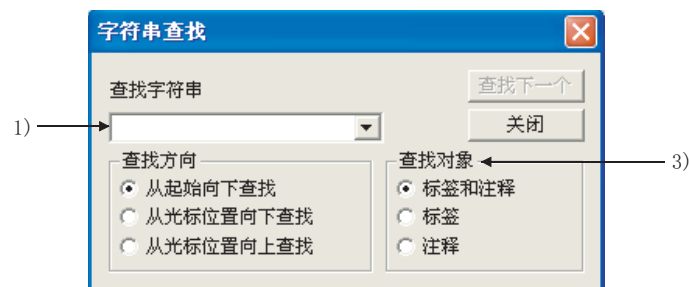 字符串查找
查找字符串
查找下一个
1)
关闭
查找方向
查找对象
3)
从起始向下查找
标签和注释
从光标位置向下查找
标签
从光标位置向上查找
注释